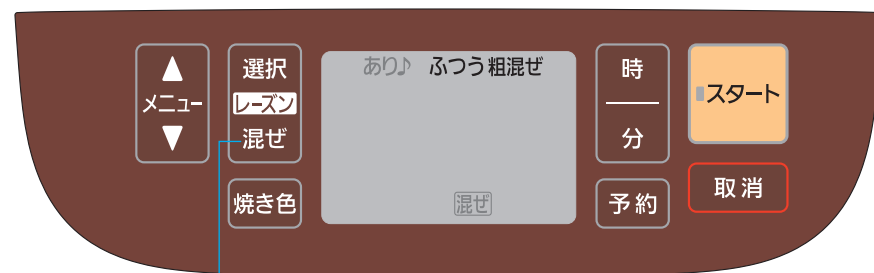 メニュー
選択
レーズン
混ぜ
焼き色
あり♪ ふつう 粗混ぜ
混ぜ
時
分
予約
スタート
取消